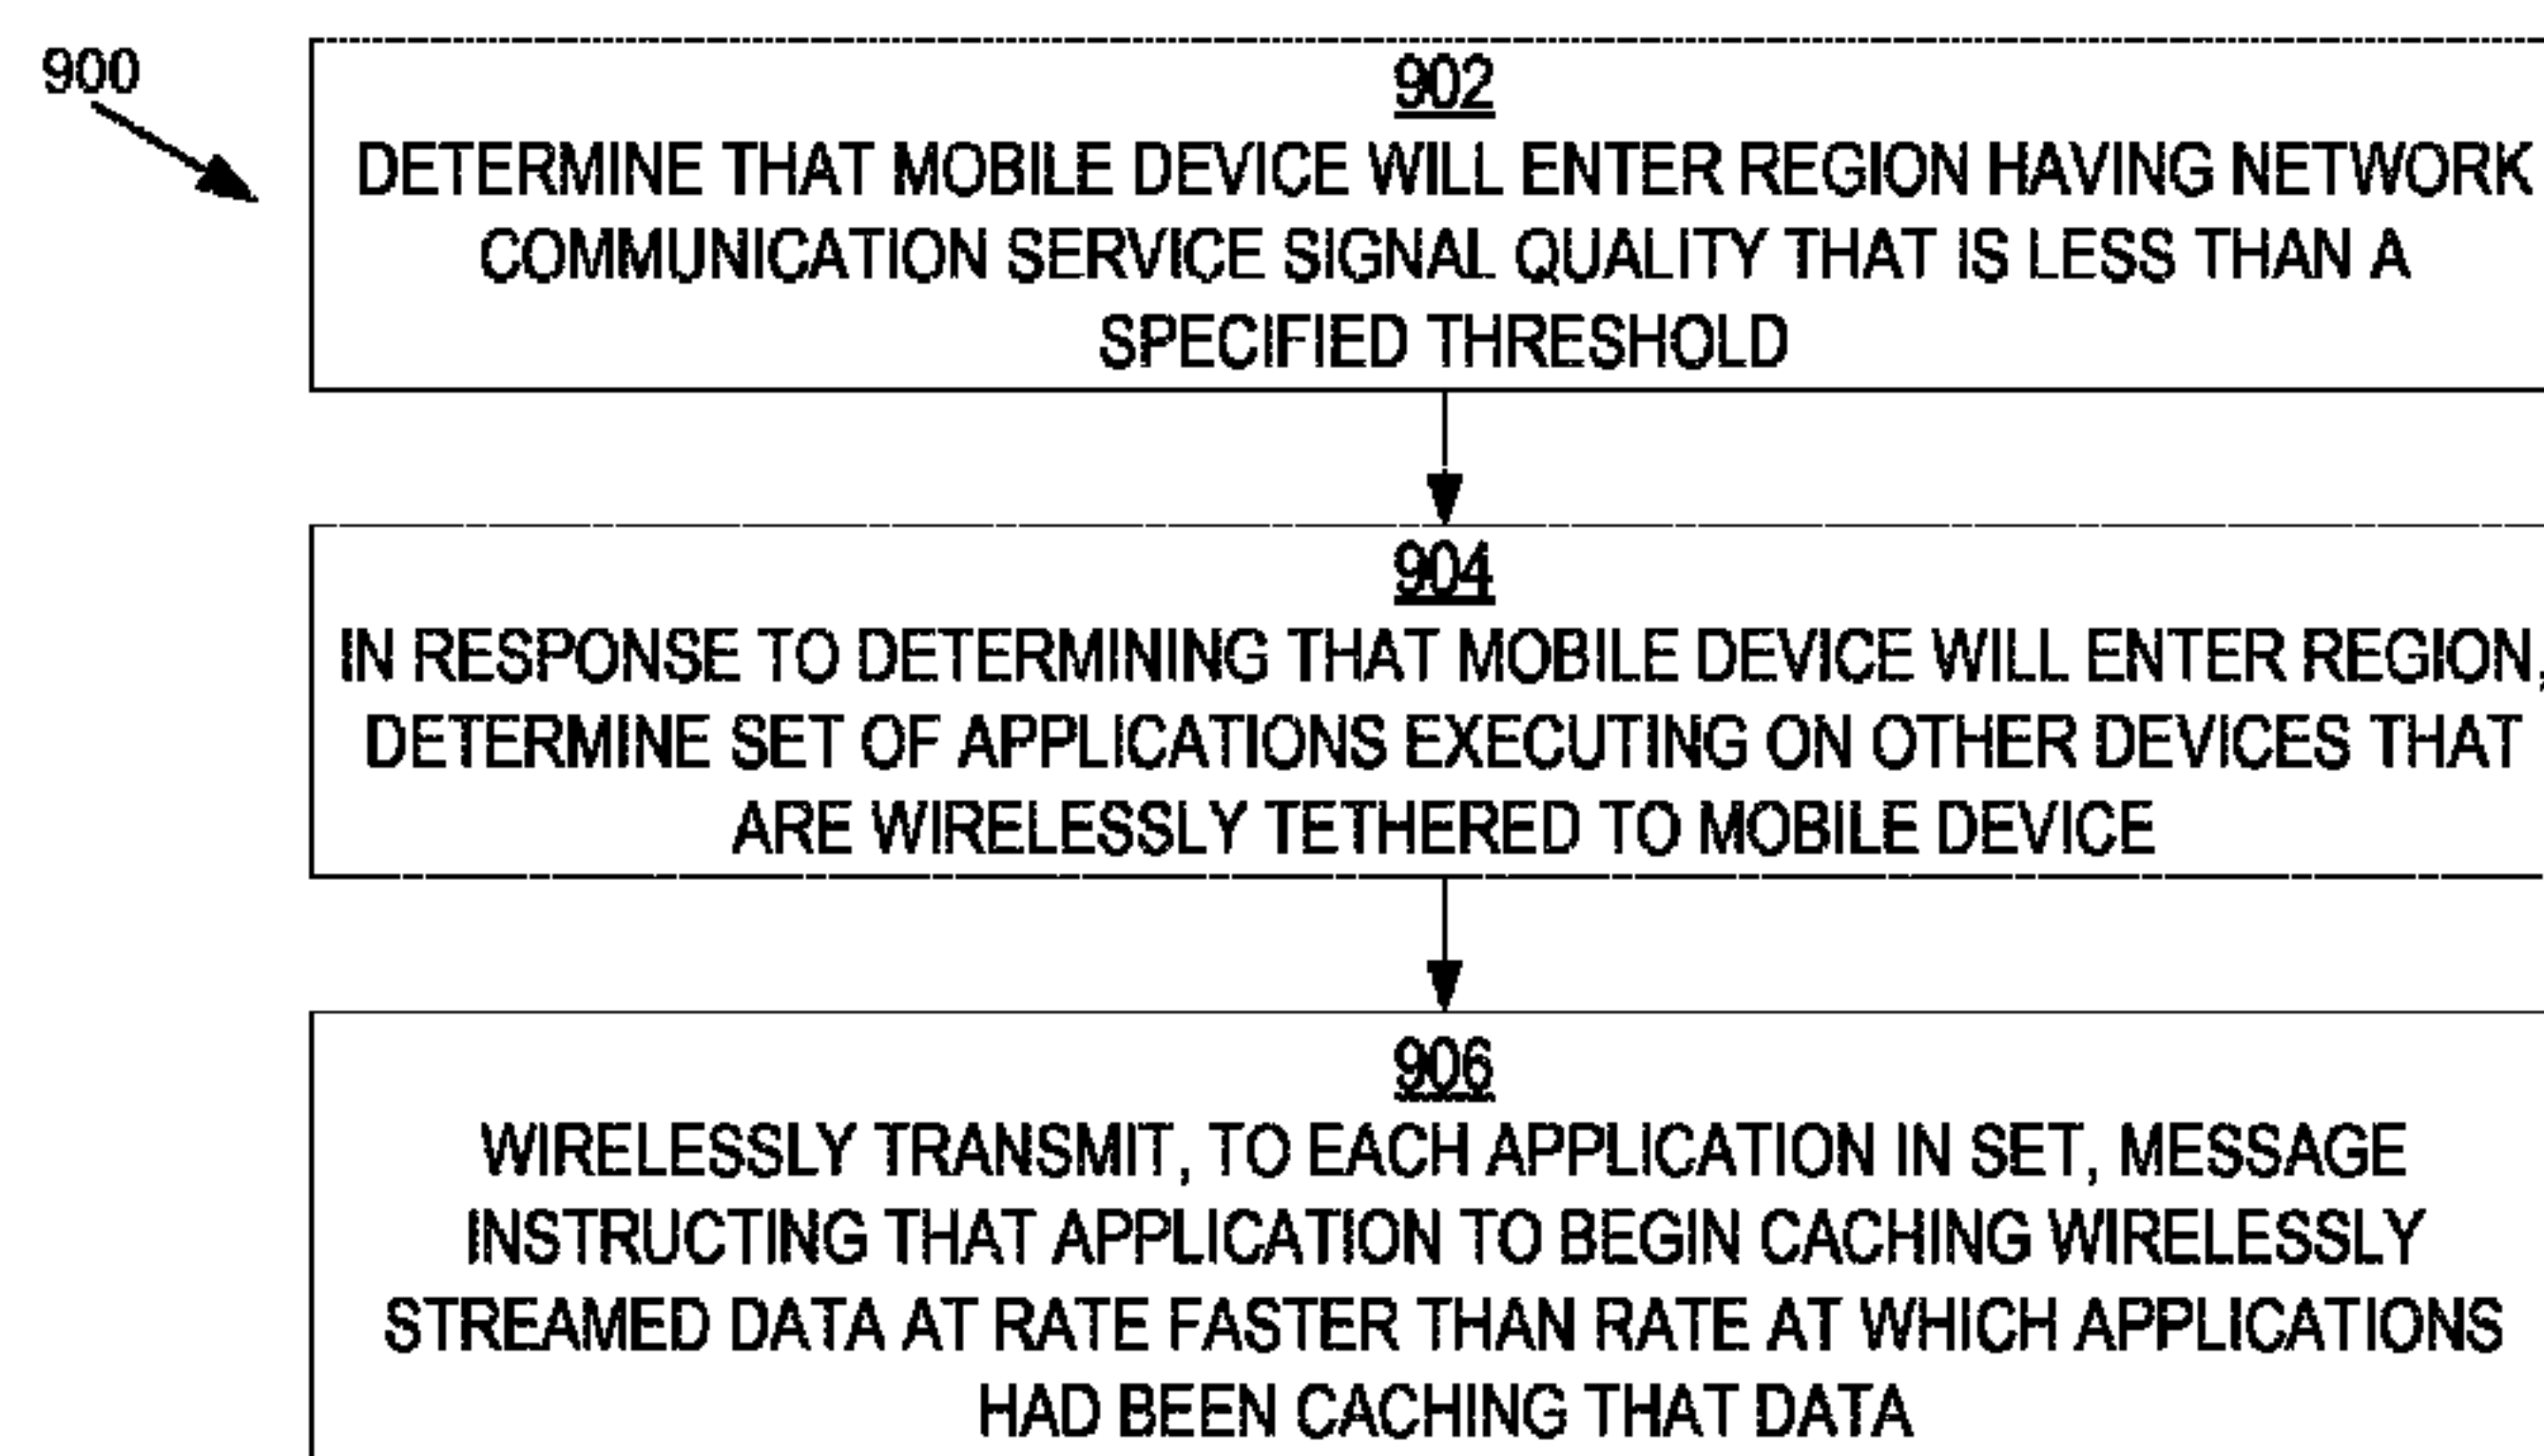 900
902
DETERMINE THAT MOBILE DEVICE WILL ENTER REGION HAVING NETWORK
COMMUNICATION SERVICE SIGNAL QUALITY THAT IS LESS THAN A
SPECIFIED THRESHOLD
904
IN RESPONSE TO DETERMINING THAT MOBILE DEVICE WILL ENTER REGION,
DETERMINE SET OF APPLICATIONS EXECUTING ON OTHER DEVICES THAT
ARE WIRELESSLY TETHERED TO MOBILE DEVICE
906
WIRELESSLY TRANSMIT, TO EACH APPLICATION IN SET, MESSAGE
INSTRUCTING THAT APPLICATION TO BEGIN CACHING WIRELESSLY
STREAMED DATA AT RATE FASTER THAN RATE AT WHICH APPLICATIONS
HAD BEEN CACHING THAT DATA